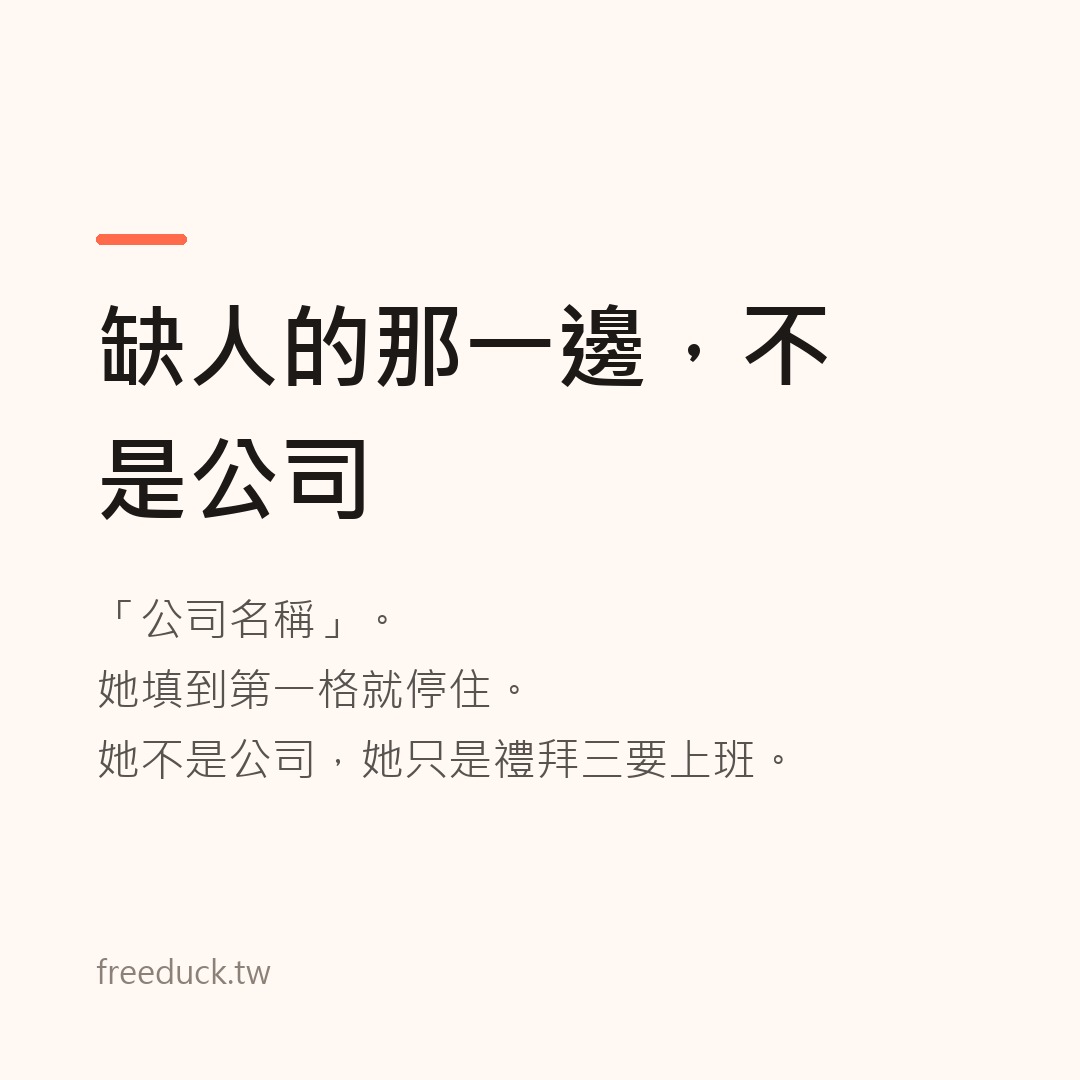 缺人的那一邊，不
是公司
「公司名稱」。
她填到第一格就停住。
她不是公司，她只是禮拜三要上班。
freeduck.tw